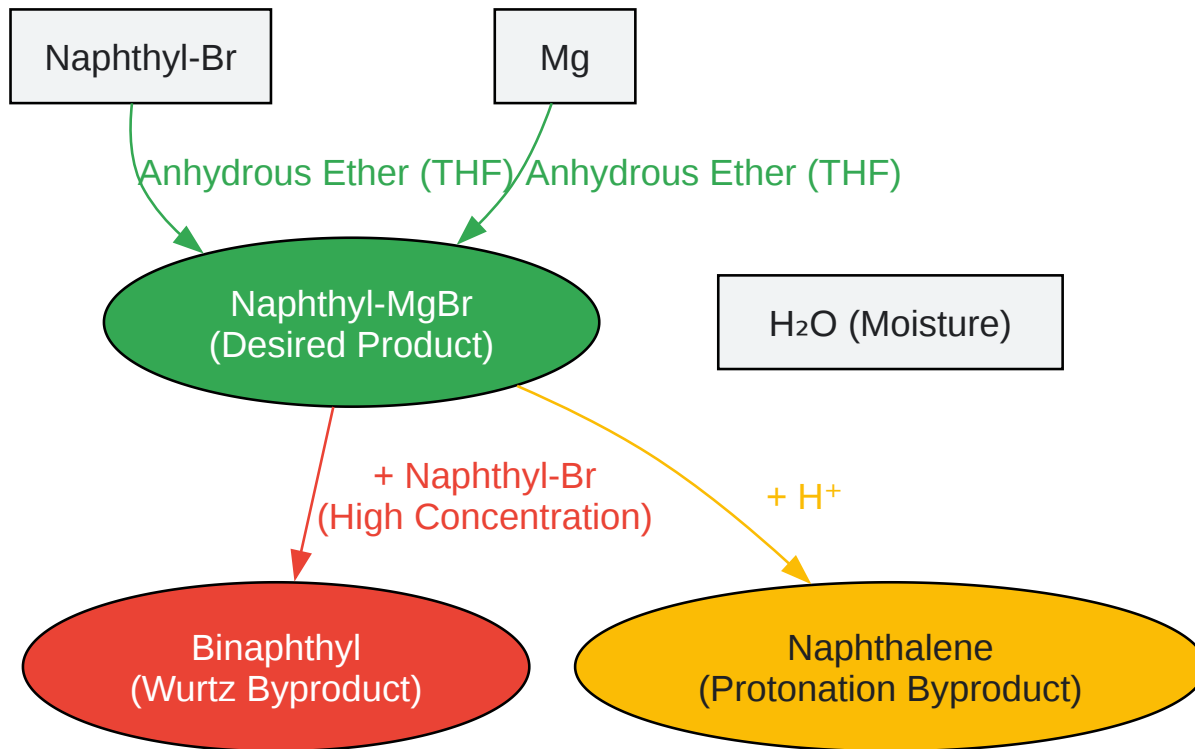 Naphthyl-Br
Mg
Anhydrous Ether (THF)
Anhydrous Ether (THF)
Naphthyl-MgBr
(Desired Product)
H₂O (Moisture)
+ Naphthyl-Br
(High Concentration)
+ H⁺
Binaphthyl
(Wurtz Byproduct)
Naphthalene
(Protonation Byproduct)